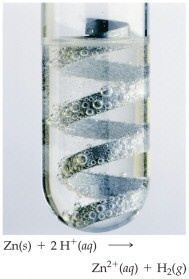 Zn(s) + 2 H⁺(aq) ⟶
Zn²⁺(aq) + H₂(g)